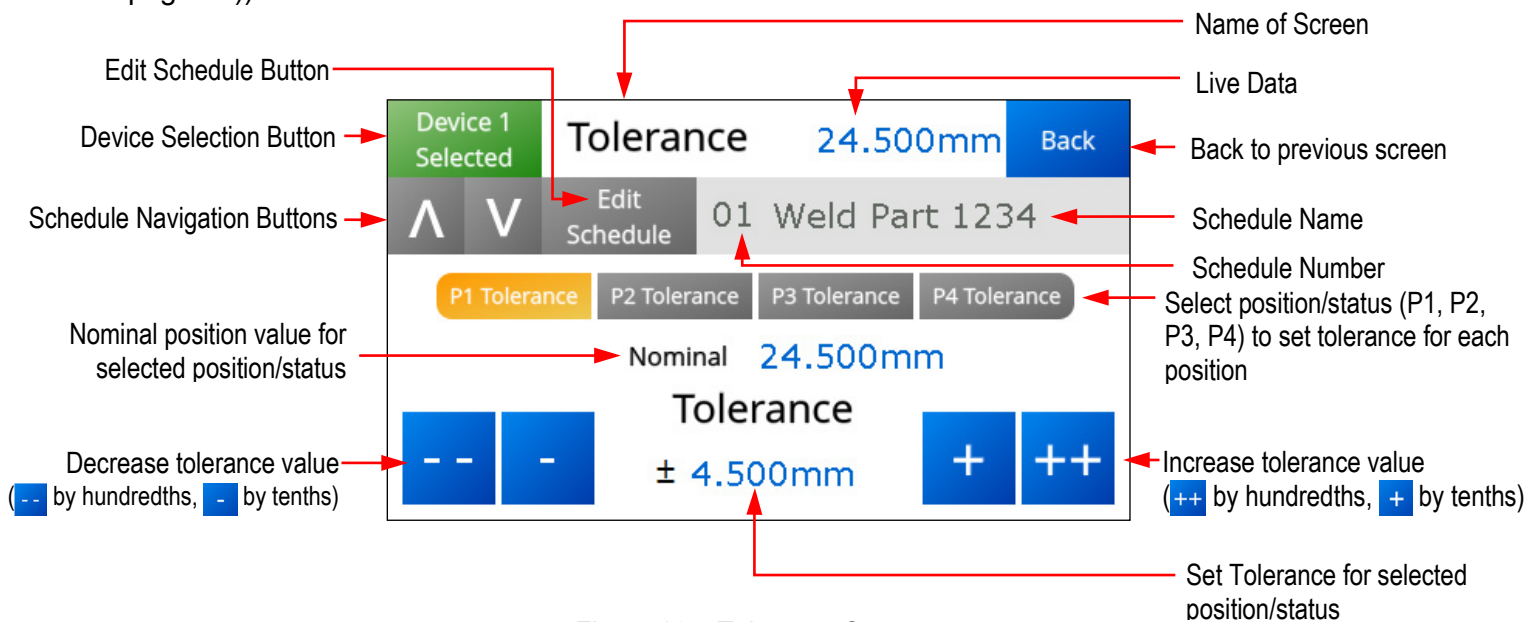 Name of Screen
Edit Schedule Button
Live Data
Device Selection Button
Device 1
Selected
Tolerance
24.500mm
Back
Back to previous screen
Schedule Navigation Buttons
Λ
V
Edit
Schedule
01 Weld Part 1234
Schedule Name
Schedule Number
P1 Tolerance
P2 Tolerance
P3 Tolerance
P4 Tolerance
Select position/status (P1, P2,
P3, P4) to set tolerance for each
position
Nominal position value for
selected position/status
Nominal 24.500mm
Tolerance
- -
-
± 4.500mm
+
++
Decrease tolerance value
(- - by hundredths, - by tenths)
Increase tolerance value
(++ by hundredths, + by tenths)
Set Tolerance for selected
position/status